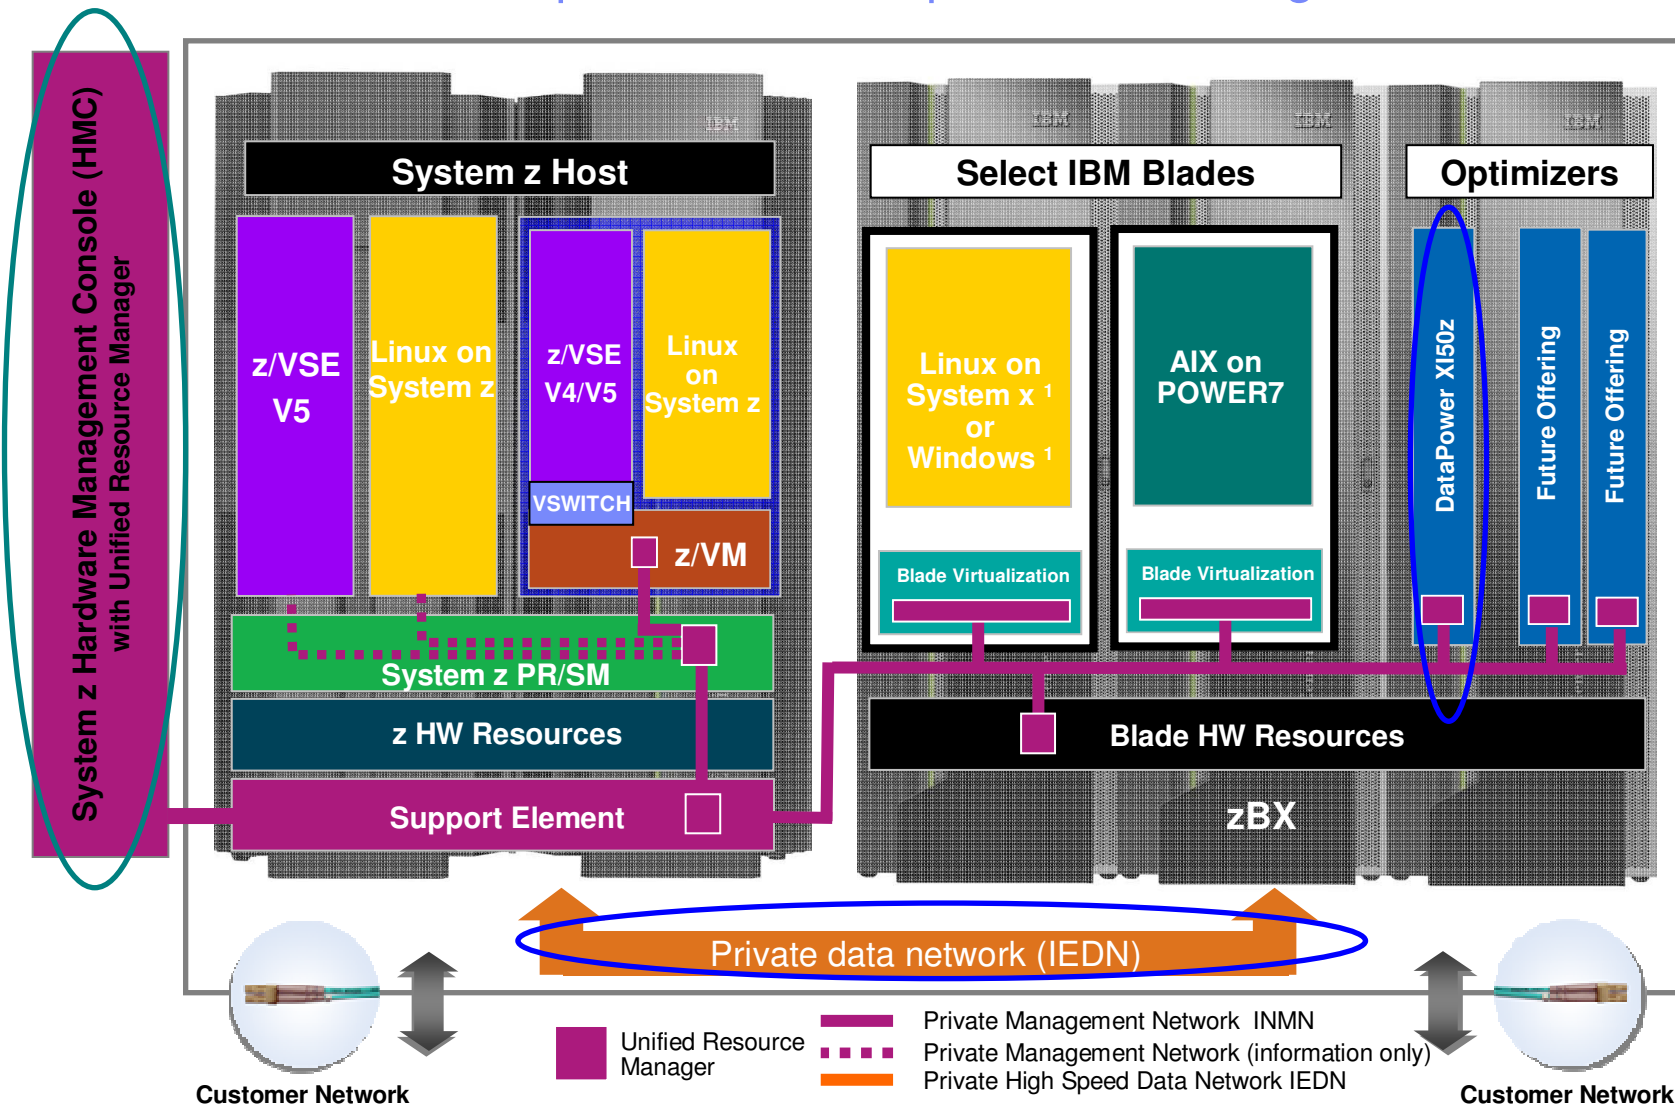 System z Hardware Management Console (HMC)
with Unified Resource Manager
IBM
IBM
IBM
IBM
System z Host
Select IBM Blades
Optimizers
z/VSE
V5
Linux on
System z
z/VSE
V4/V5
Linux
on
System z
VSWITCH
z/VM
Linux on
System x 1
or
Windows 1
AIX on
POWER7
Blade Virtualization
Blade Virtualization
DataPower XI50z
Future Offering
Future Offering
System z PR/SM
z HW Resources
Blade HW Resources
Support Element
zBX
Private data network (IEDN)
Customer Network
Unified Resource
Manager
Private Management Network INMN
Private Management Network (information only)
Private High Speed Data Network IEDN
Customer Network